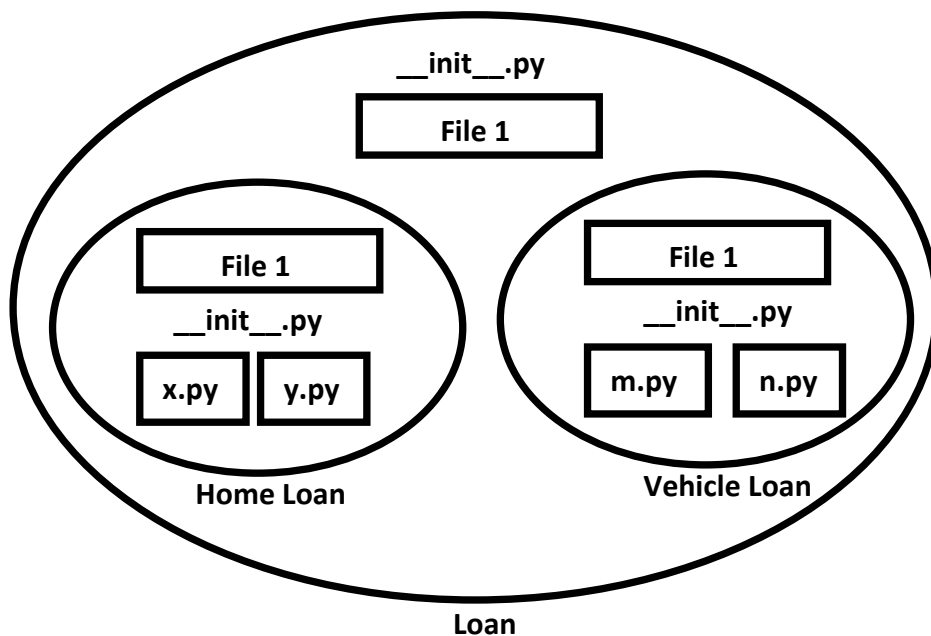 __init__.py
File 1
File 1
__init__.py
x.py
y.py
Home Loan
File 1
__init__.py
m.py
n.py
Vehicle Loan
Loan